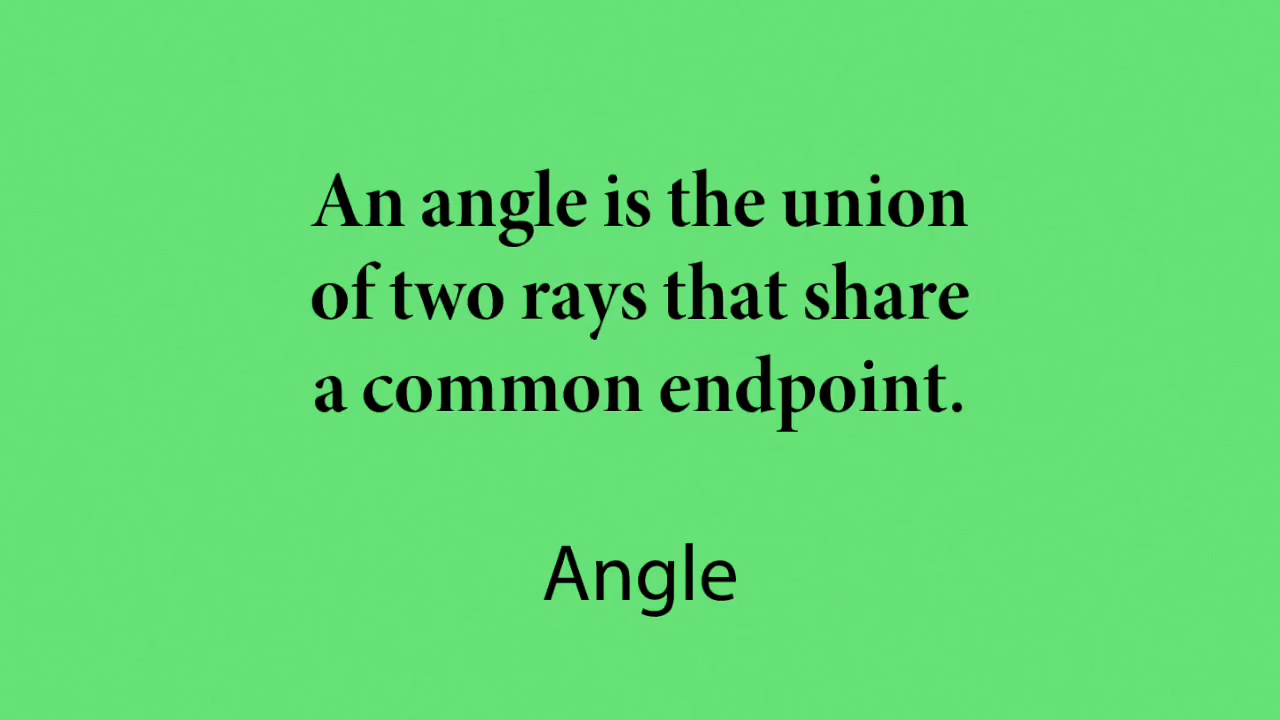 An angle is the union
of two rays that share
a common endpoint.
Angle